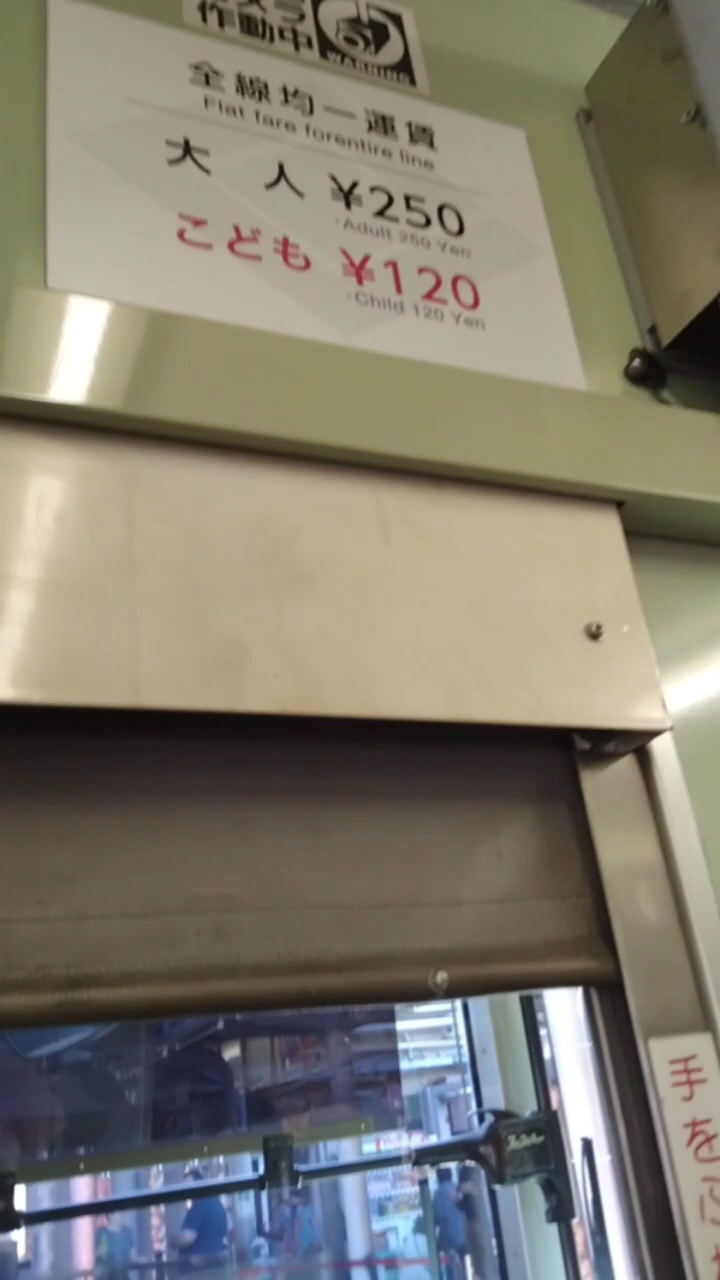 作動中
WARNING
全線均一運賃
Flat fare forentire line
大人 ¥250
·Adult 250 Yen
こども ¥120
·Child 120 Yen
手を